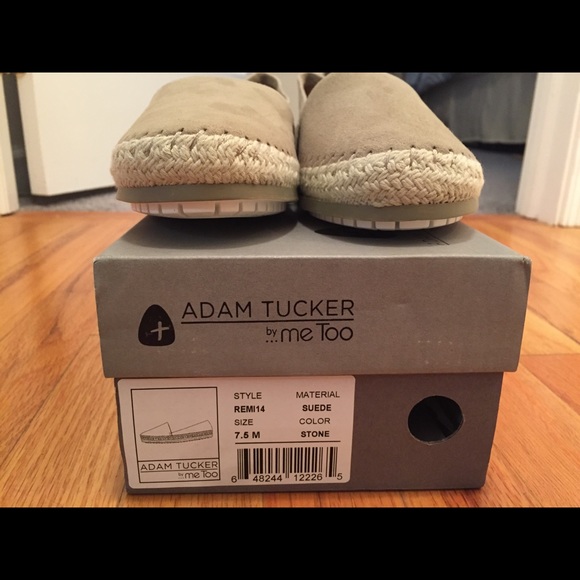 ADAM TUCKER
by ...me Too
STYLE MATERIAL
REMI14 SUEDE
SIZE COLOR
7.5 M STONE
ADAM TUCKER
by ...me Too
6 48244 12226 5